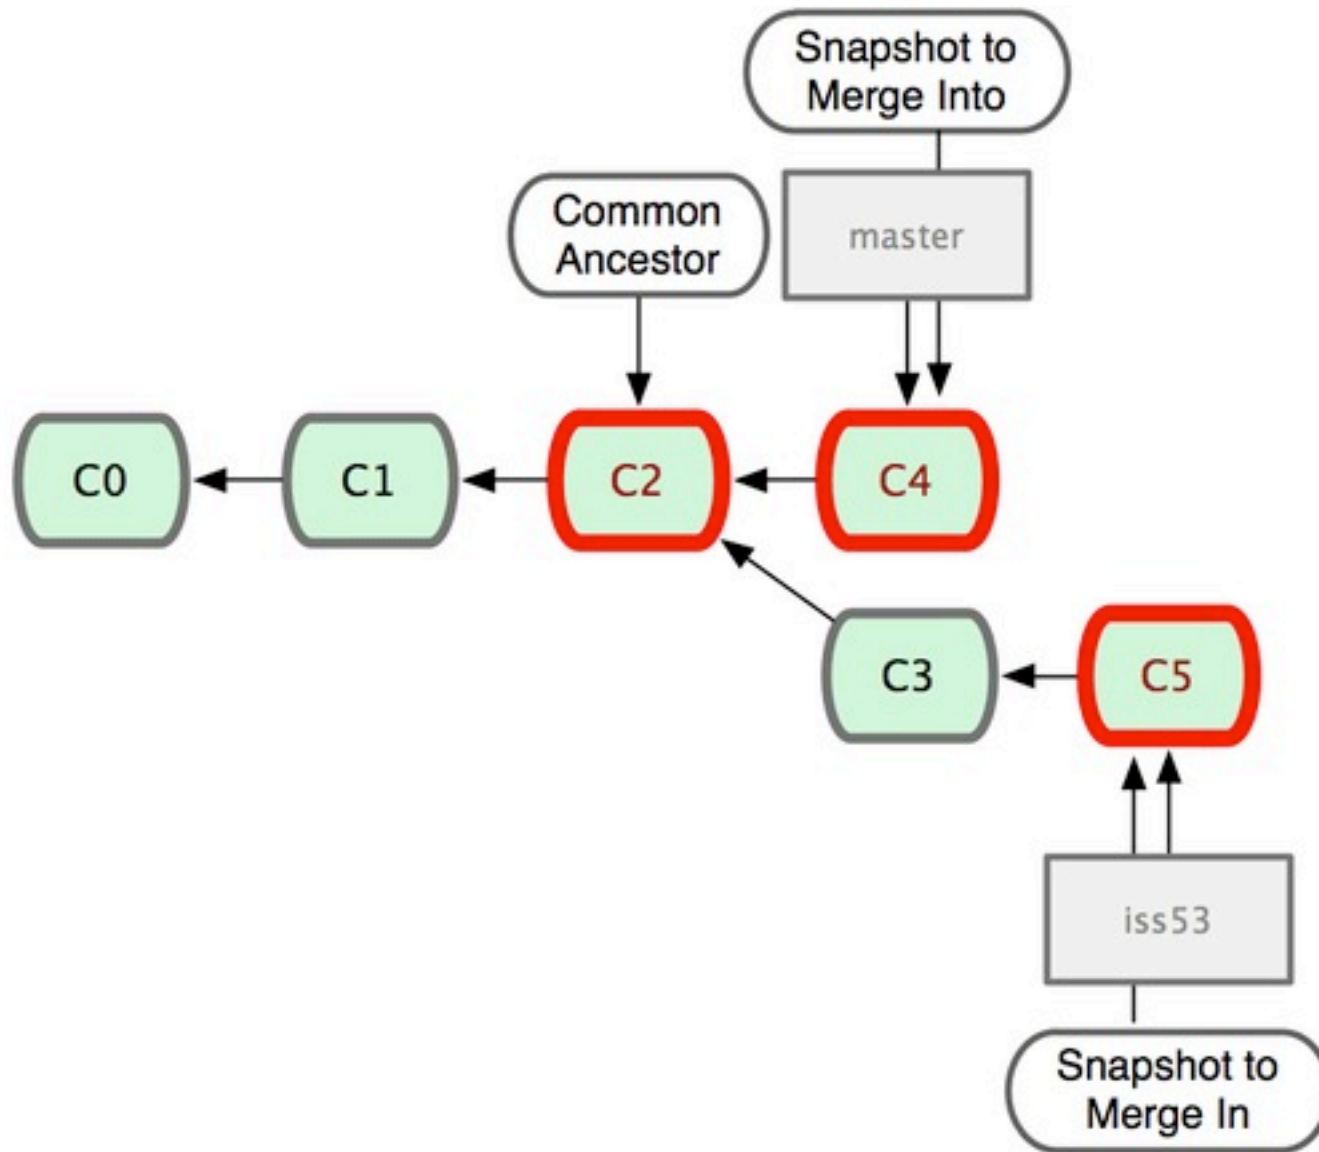 Snapshot to
Merge Into
Common
Ancestor
master
C0
C1
C2
C4
C3
C5
iss53
Snapshot to
Merge In